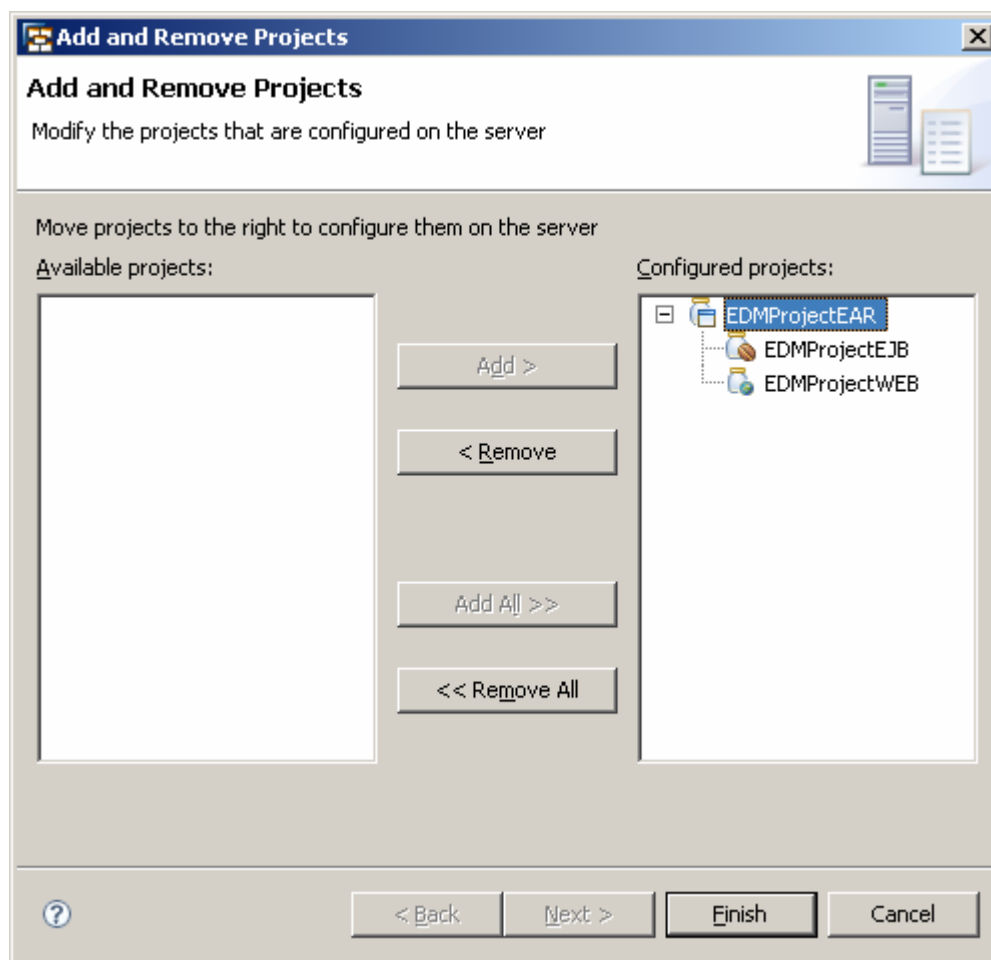 Add and Remove Projects
Add and Remove Projects
Modify the projects that are configured on the server
Move projects to the right to configure them on the server
Available projects:
Configured projects:
EDMProjectEAR
EDMProjectEJB
EDMProjectWEB
Add >
< Remove
Add All >>
<< Remove All
< Back
Next >
Finish
Cancel